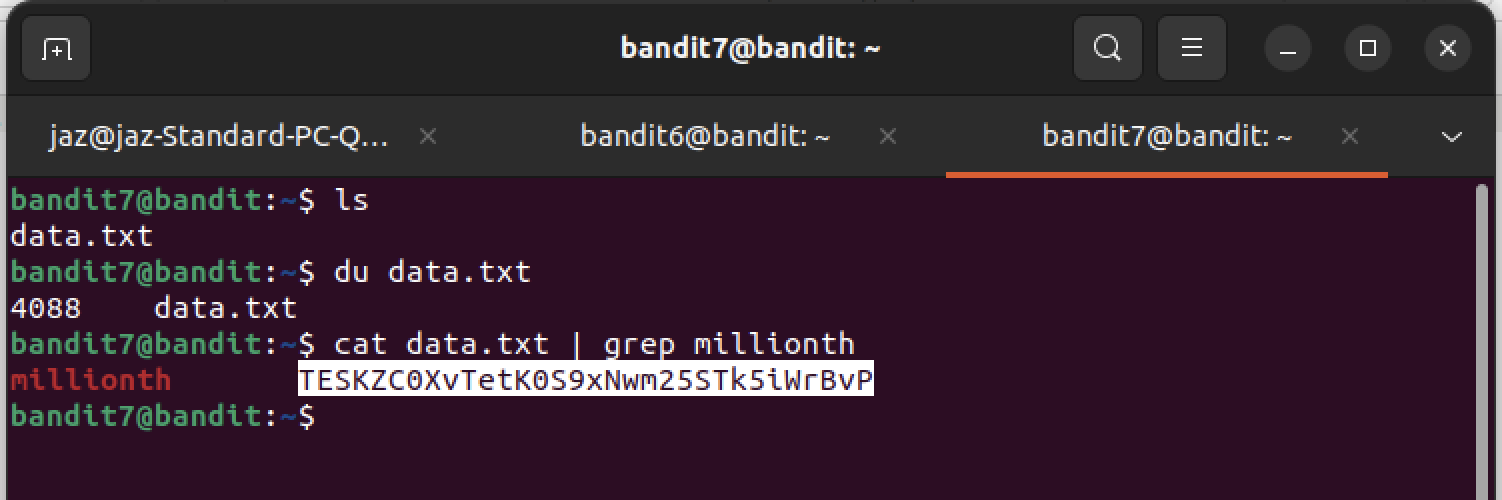 bandit7@bandit: ~
jaz@jaz-Standard-PC-Q... bandit6@bandit: ~ bandit7@bandit: ~
bandit7@bandit:~$ ls
data.txt
bandit7@bandit:~$ du data.txt
4088 data.txt
bandit7@bandit:~$ cat data.txt | grep millionth
millionth TESKZC0XvTetK0S9xNwm25STk5iWrBvP
bandit7@bandit:~$